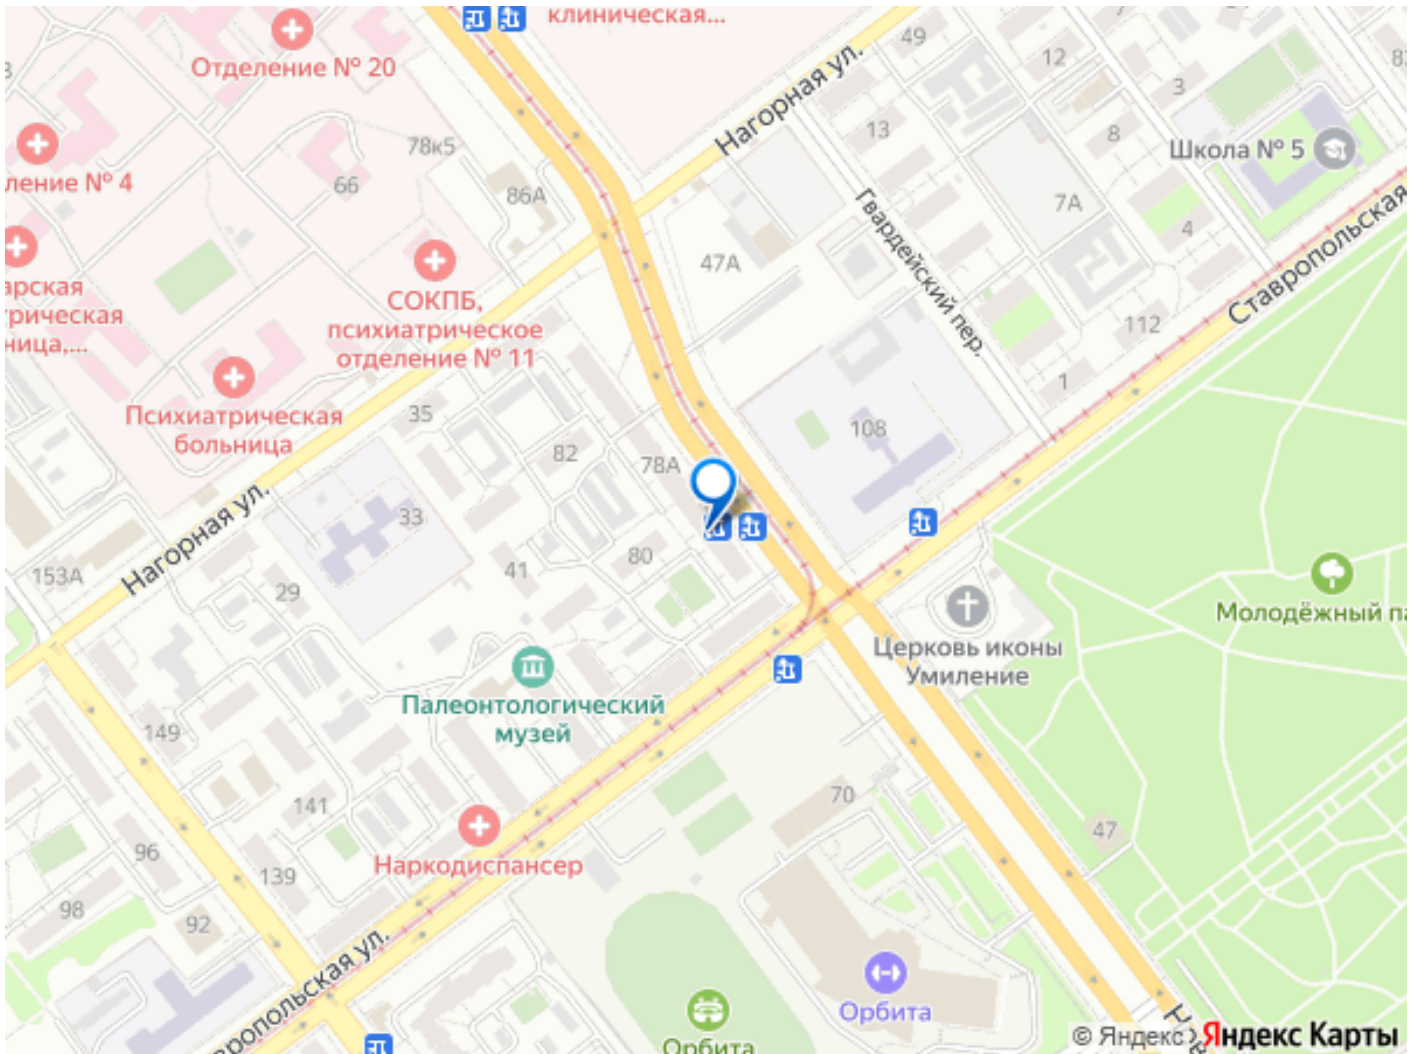 клиническая...
Отделение № 20
49
12
Нагорная ул.
3
13
8
78к5
Школа № 5
ление № 4
66
86А
7А
Гвардейский пер.
4
Ставропольская
47А
СОКПБ,
психиатрическое
отделение № 11
арская
трическая
ница,...
112
1
Психиатрическая
больница
35
108
82
78А
Нагорная ул.
33
153А
80
41
29
Молодёжный па
Церковь иконы
Умиление
Палеонтологический
музей
149
141
70
47
Наркодиспансер
96
139
98
92
вропольская ул.
Орбита
Орбита
© Яндекс Яндекс Карты